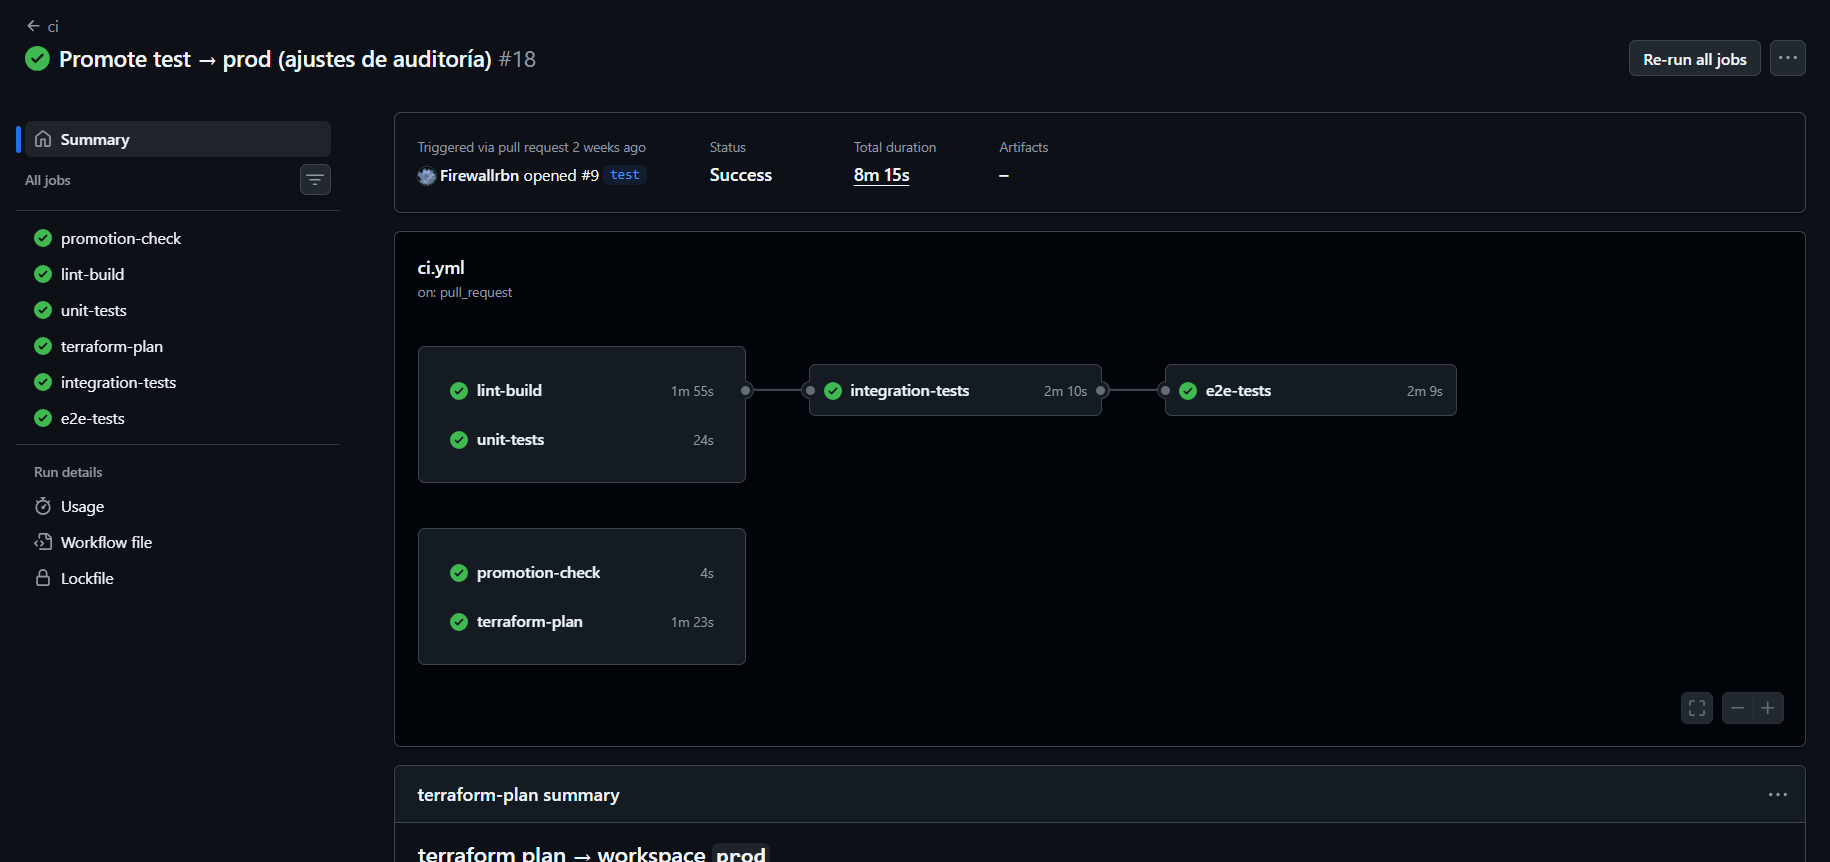 ci
Promote test → prod (ajustes de auditoría) #18
Re-run all jobs
Summary
All jobs
promotion-check
lint-build
unit-tests
terraform-plan
integration-tests
e2e-tests
Run details
Usage
Workflow file
Lockfile
Triggered via pull request 2 weeks ago
Firewallrbn opened #9 test
Status
Success
Total duration
8m 15s
Artifacts
–
ci.yml
on: pull_request
lint-build 1m 55s
unit-tests 24s
integration-tests 2m 10s
e2e-tests 2m 9s
promotion-check 4s
terraform-plan 1m 23s
terraform-plan summary
terraform plan → workspace prod